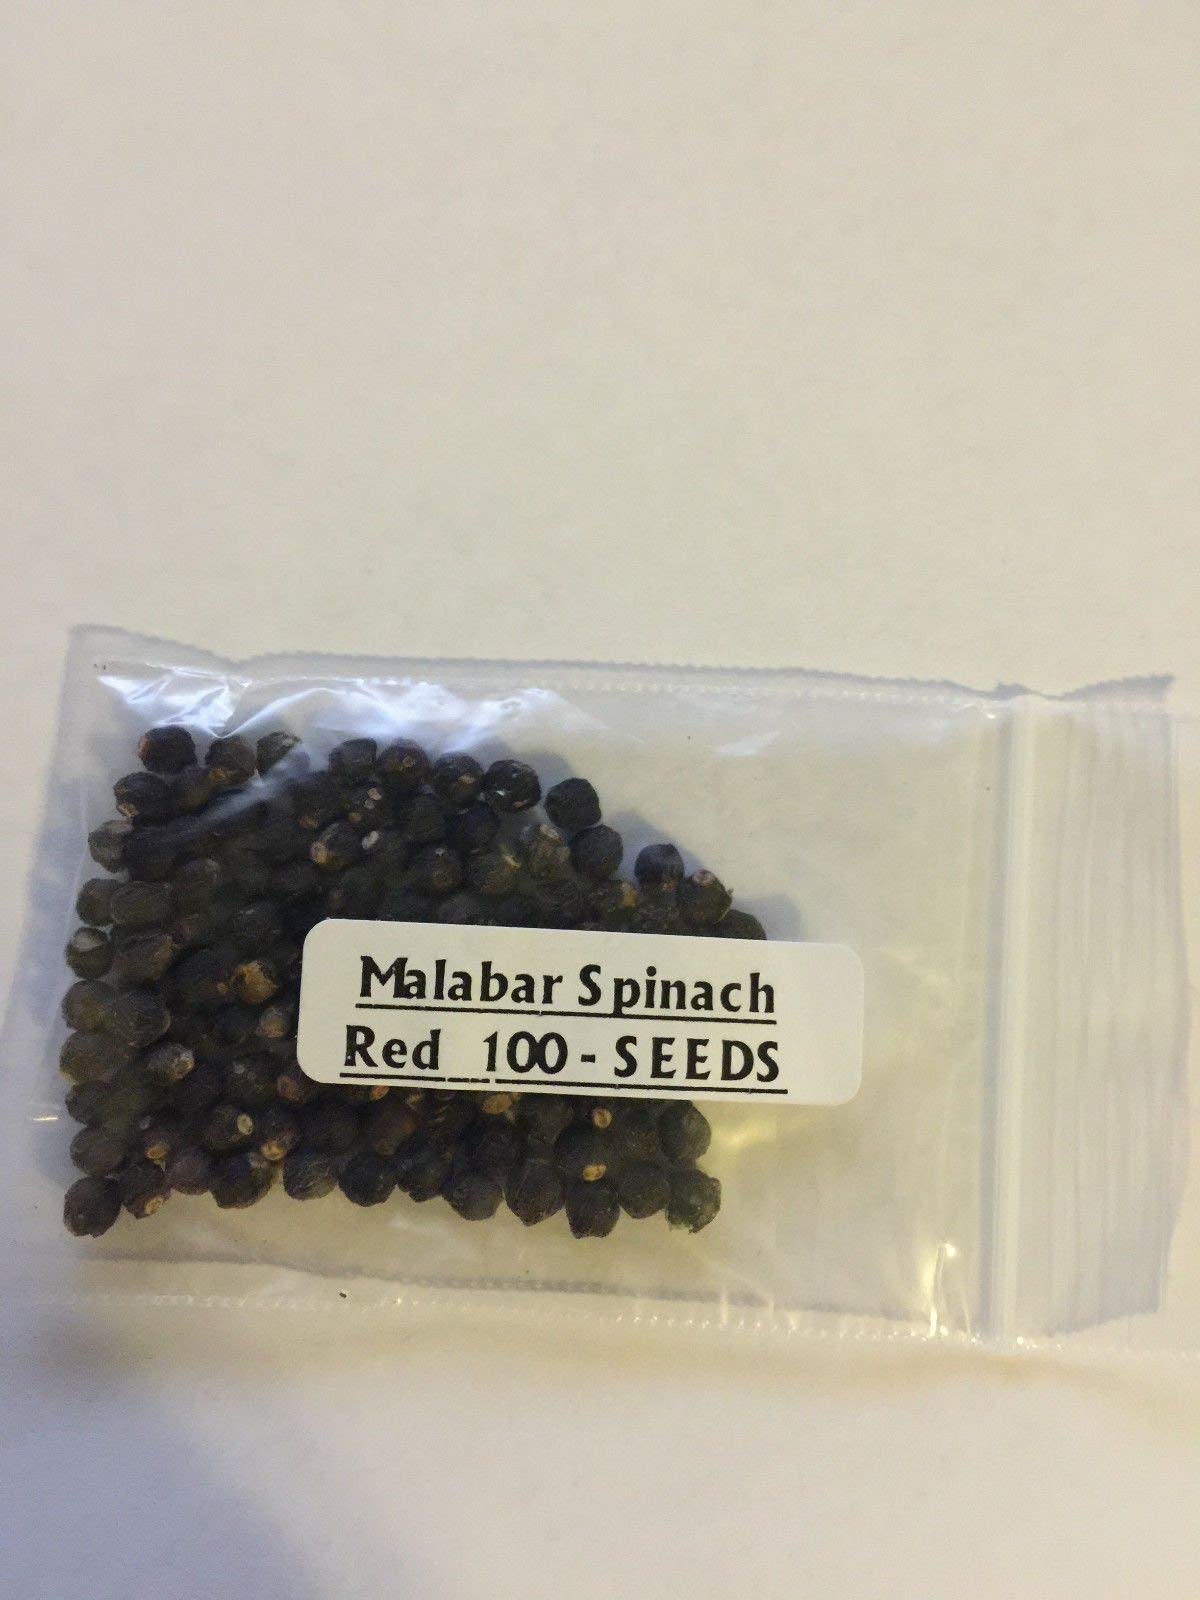 Malabar Spinach
Red 100 - SEEDS